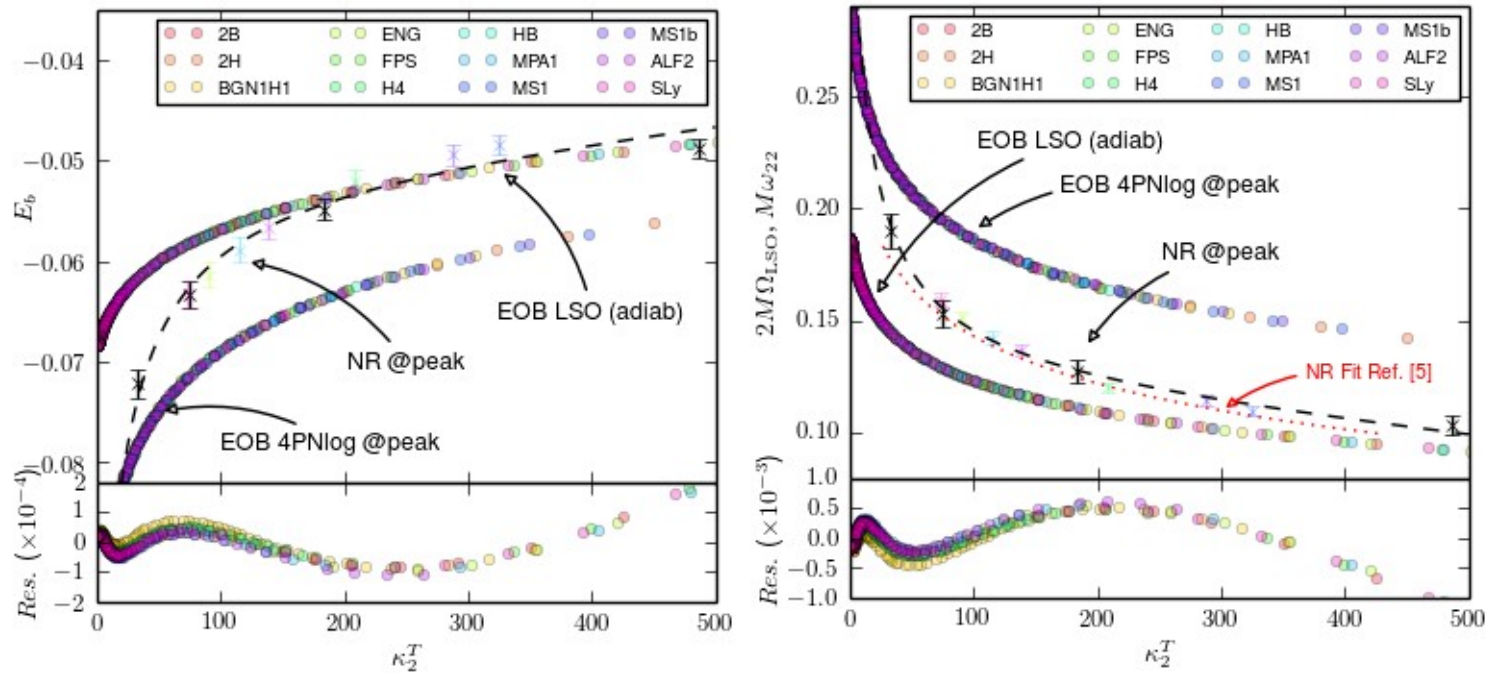 2B ENG HB MS1b
2H FPS MPA1 ALF2
BGN1H1 H4 MS1 SLy
−0.04
−0.05
−0.06
−0.07
−0.08
E_b
EOB LSO (adiab)
NR @peak
EOB 4PNlog @peak
2
1
0
−1
−2
Res. (×10⁻⁴)
0 100 200 300 400 500
κ₂ᵀ
2B ENG HB MS1b
2H FPS MPA1 ALF2
BGN1H1 H4 MS1 SLy
0.25
0.20
0.15
0.10
2MΩ_LSO, Mω₂₂
EOB LSO (adiab)
EOB 4PNlog @peak
NR @peak
NR Fit Ref. [5]
1.0
0.5
0.0
−0.5
−1.0
Res. (×10⁻³)
0 100 200 300 400 500
κ₂ᵀ